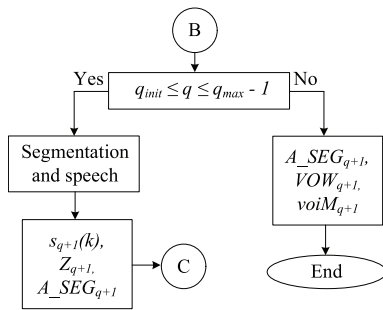 B
Yes
q_init ≤ q ≤ q_max - 1
No
Segmentation
and speech
A_SEG_q+1,
VOW_q+1,
voiM_q+1
s_q+1(k),
Z_q+1,
A_SEG_q+1
C
End